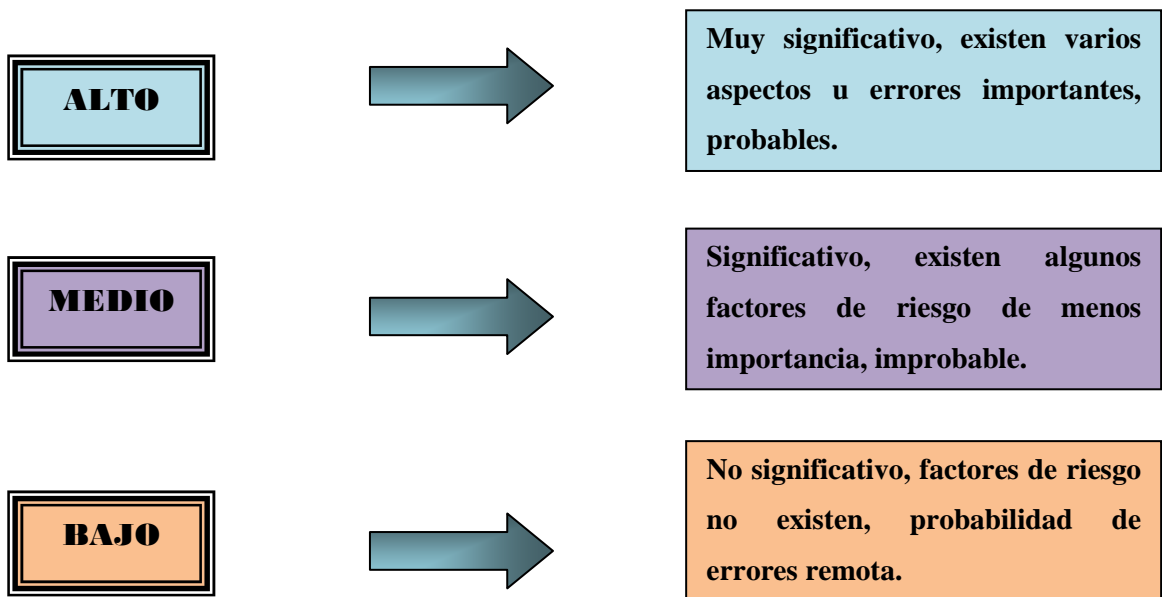 ALTO
Muy significativo, existen varios
aspectos u errores importantes,
probables.
MEDIO
Significativo, existen algunos
factores de riesgo de menos
importancia, improbable.
BAJO
No significativo, factores de riesgo
no existen, probabilidad de
errores remota.